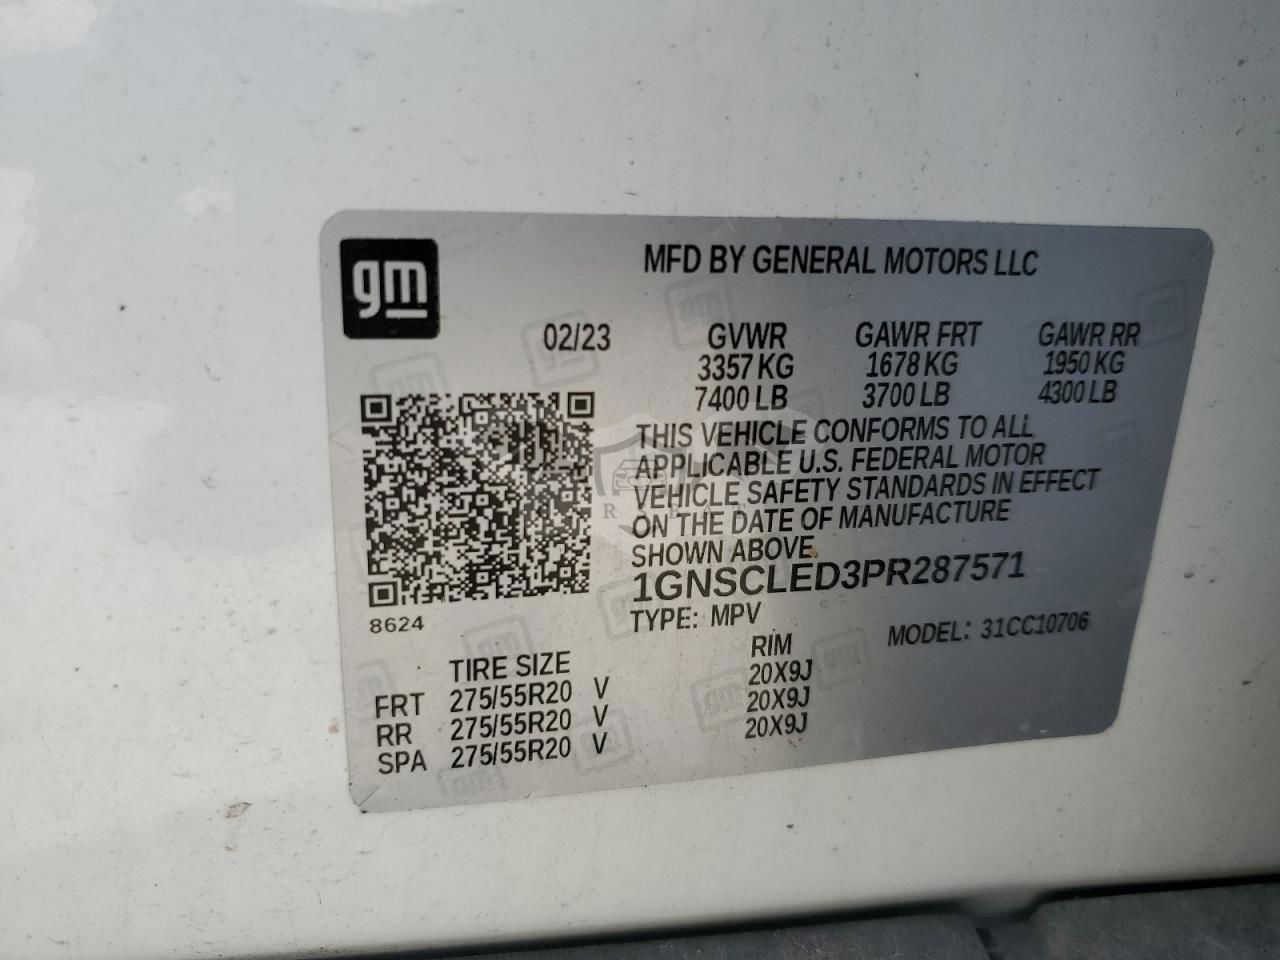 gm
MFD BY GENERAL MOTORS LLC
02/23 GVWR GAWR FRT GAWR RR
3357 KG 1678 KG 1950 KG
7400 LB 3700 LB 4300 LB
THIS VEHICLE CONFORMS TO ALL
APPLICABLE U.S. FEDERAL MOTOR
VEHICLE SAFETY STANDARDS IN EFFECT
ON THE DATE OF MANUFACTURE
SHOWN ABOVE.
1GNSCLED3PR287571
8624
TYPE: MPV MODEL: 31CC10706
TIRE SIZE RIM
FRT 275/55R20 V 20X9J
RR 275/55R20 V 20X9J
SPA 275/55R20 V 20X9J